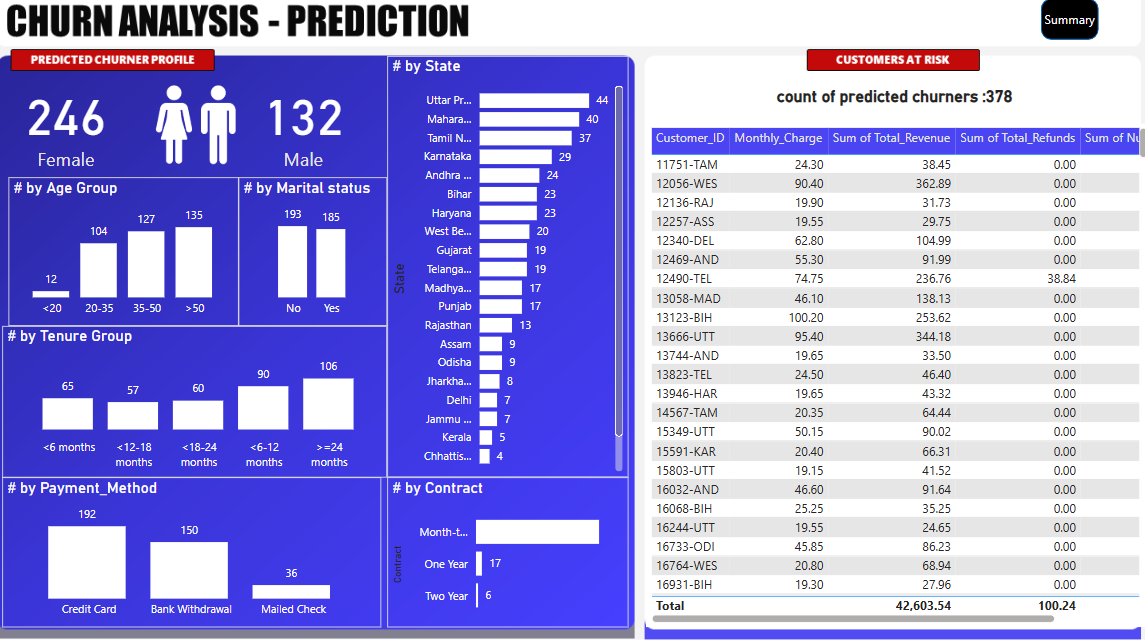 CHURN ANALYSIS - PREDICTION
Summary
PREDICTED CHURNER PROFILE
246
Female
132
Male
# by Age Group
12
104
127
135
<20
20-35
35-50
>50
# by Marital status
193
185
No
Yes
# by Tenure Group
65
57
60
90
106
<6 months
<12-18 months
<18-24 months
<6-12 months
>=24 months
# by Payment_Method
192
150
36
Credit Card
Bank Withdrawal
Mailed Check
# by State
State
Uttar Pr... 44
Mahara... 40
Tamil N... 37
Karnataka 29
Andhra ... 24
Bihar 23
Haryana 23
West Be... 20
Gujarat 19
Telanga... 19
Madhya... 17
Punjab 17
Rajasthan 13
Assam 9
Odisha 9
Jharkha... 8
Delhi 7
Jammu ... 7
Kerala 5
Chhattis... 4
# by Contract
Contract
Month-t...
One Year 17
Two Year 6
CUSTOMERS AT RISK
count of predicted churners :378
Customer_ID Monthly_Charge Sum of Total_Revenue Sum of Total_Refunds Sum of Nu
11751-TAM 24.30 38.45 0.00
12056-WES 90.40 362.89 0.00
12136-RAJ 19.90 31.73 0.00
12257-ASS 19.55 29.75 0.00
12340-DEL 62.80 104.99 0.00
12469-AND 55.30 91.99 0.00
12490-TEL 74.75 236.76 38.84
13058-MAD 46.10 138.13 0.00
13123-BIH 100.20 253.62 0.00
13666-UTT 95.40 344.18 0.00
13744-AND 19.65 33.50 0.00
13823-TEL 24.50 46.40 0.00
13946-HAR 19.65 43.32 0.00
14567-TAM 20.35 64.44 0.00
15349-UTT 50.15 90.02 0.00
15591-KAR 20.40 66.31 0.00
15803-UTT 19.15 41.52 0.00
16032-AND 46.60 91.64 0.00
16068-BIH 25.25 35.25 0.00
16244-UTT 19.55 24.65 0.00
16733-ODI 45.85 86.23 0.00
16764-WES 20.80 68.94 0.00
16931-BIH 19.30 27.96 0.00
Total 42,603.54 100.24